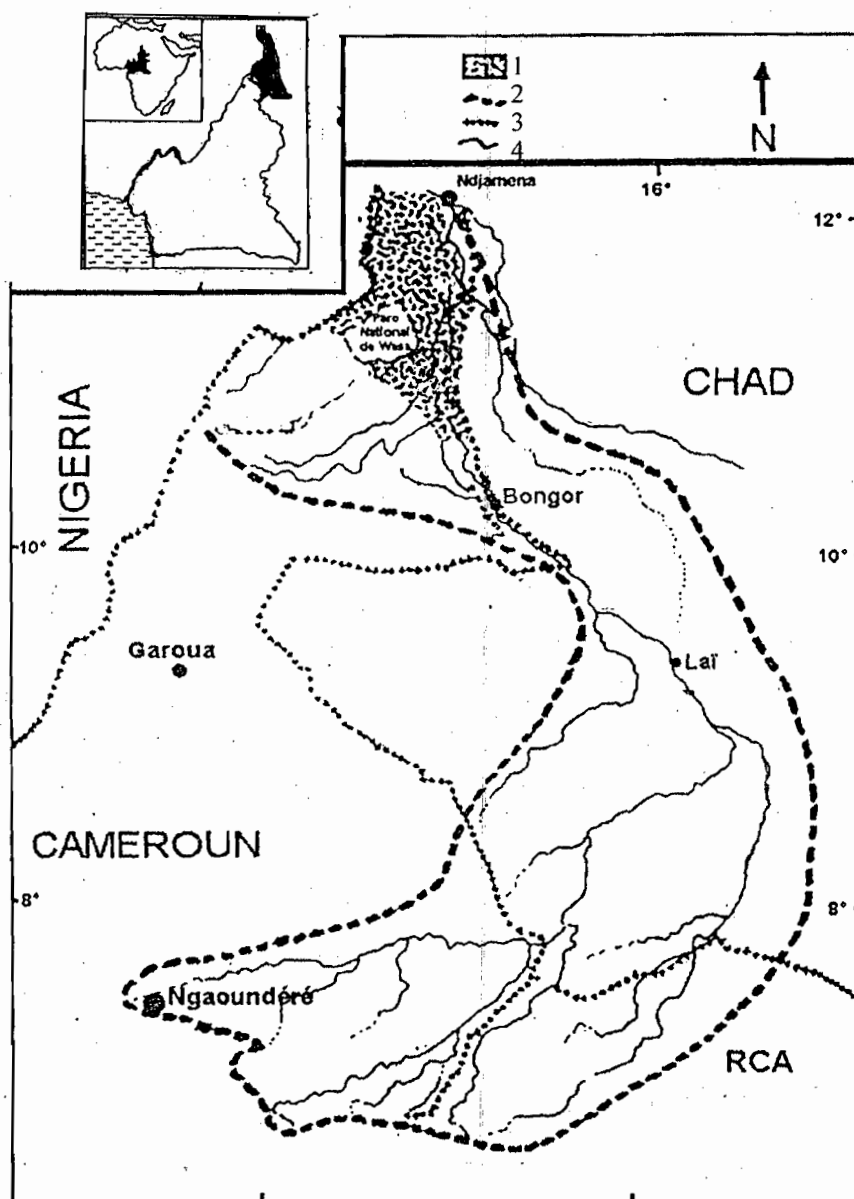 1
2
3
4
N
Ndjamena
16°
12°
Parc
National
de Waza
CHAD
NIGERIA
Bongor
10°
10°
Garoua
Laï
CAMEROUN
8°
8°
Ngaoundéré
RCA